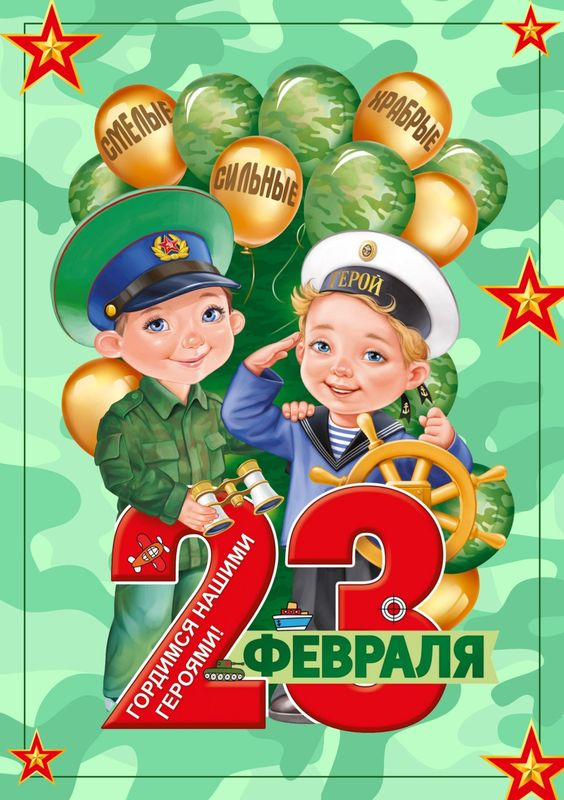 СМЕЛЫЕ
ХРАБРЫЕ
СИЛЬНЫЕ
ГЕРОЙ
23
ГОРДИМСЯ НАШИМИ
ГЕРОЯМИ!
ФЕВРАЛЯ